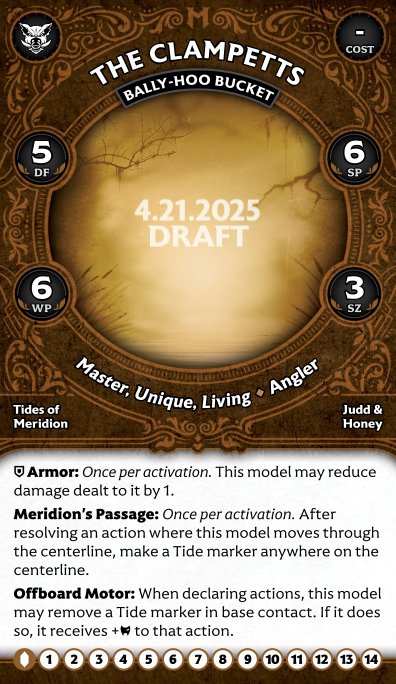 -
COST
THE CLAMPETTS
BALLY-HOO BUCKET
5
DF
6
SP
4.21.2025
DRAFT
6
WP
3
SZ
Master, Unique, Living ◆ Angler
Tides of
Meridion
Judd &
Honey
Armor: Once per activation. This model may reduce
damage dealt to it by 1.
Meridion's Passage: Once per activation. After
resolving an action where this model moves through
the centerline, make a Tide marker anywhere on the
centerline.
Offboard Motor: When declaring actions, this model
may remove a Tide marker in base contact. If it does
so, it receives + to that action.
1 2 3 4 5 6 7 8 9 10 11 12 13 14